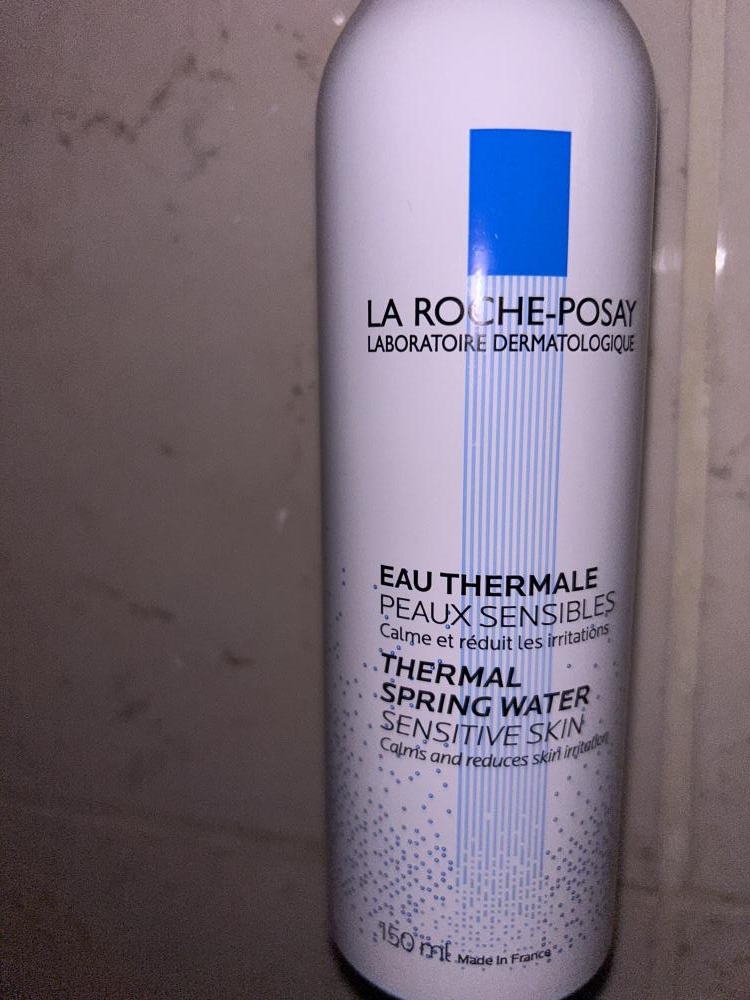 LA ROCHE-POSAY
LABORATOIRE DERMATOLOGIQUE
EAU THERMALE
PEAUX SENSIBLES
Calme et réduit les irritations
THERMAL
SPRING WATER
SENSITIVE SKIN
Calms and reduces skin irritation
150 ml Made In France